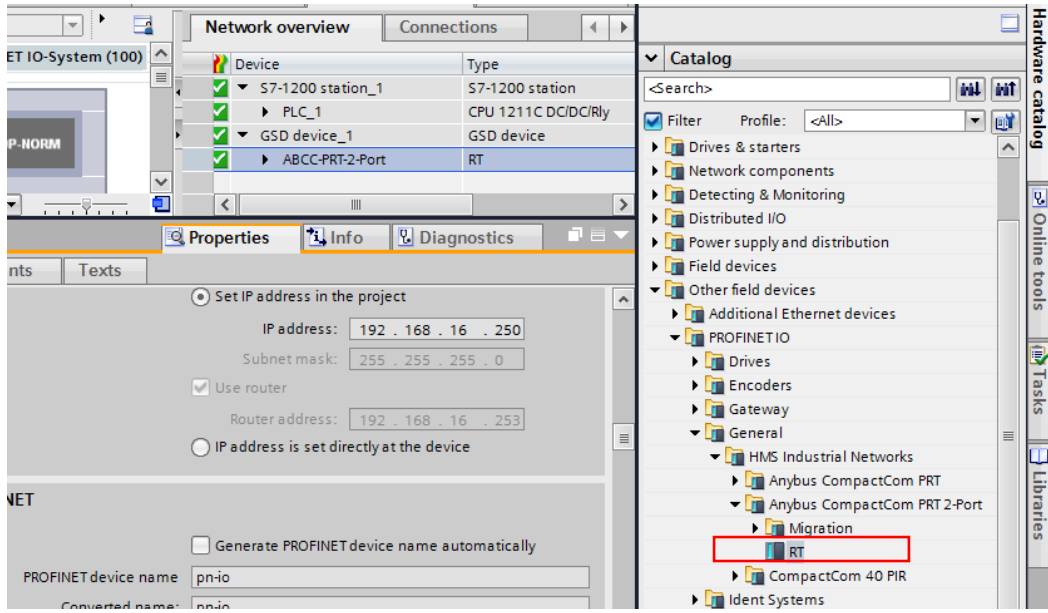 Network overview
Connections
ET IO-System (100)
Device
Type
S7-1200 station_1
S7-1200 station
PLC_1
CPU 1211C DC/DC/Rly
GSD device_1
GSD device
ABCC-PRT-2-Port
RT
P-NORM
Properties
Info
Diagnostics
nts
Texts
Set IP address in the project
IP address:
192 . 168 . 16 . 250
Subnet mask:
255 . 255 . 255 . 0
Use router
Router address:
192 . 168 . 16 . 253
IP address is set directly at the device
NET
Generate PROFINET device name automatically
PROFINET device name
pn-io
Converted name:
pn-io
Catalog
<Search>
Filter
Profile:
<All>
Drives & starters
Network components
Detecting & Monitoring
Distributed I/O
Power supply and distribution
Field devices
Other field devices
Additional Ethernet devices
PROFINET IO
Drives
Encoders
Gateway
General
HMS Industrial Networks
Anybus CompactCom PRT
Anybus CompactCom PRT 2-Port
Migration
RT
CompactCom 40 PIR
Ident Systems
Hardware catalog
Online tools
Tasks
Libraries